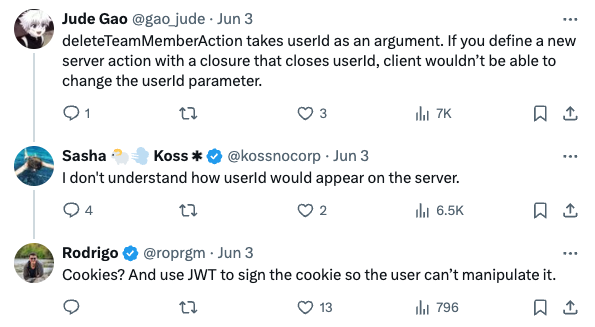 Jude Gao @gao_jude · Jun 3
deleteTeamMemberAction takes userId as an argument. If you define a new
server action with a closure that closes userId, client wouldn’t be able to
change the userId parameter.
1 3 7K
Sasha 🐑💨 Koss ✱ @kossnocorp · Jun 3
I don't understand how userId would appear on the server.
4 2 6.5K
Rodrigo @roprgm · Jun 3
Cookies? And use JWT to sign the cookie so the user can’t manipulate it.
13 796